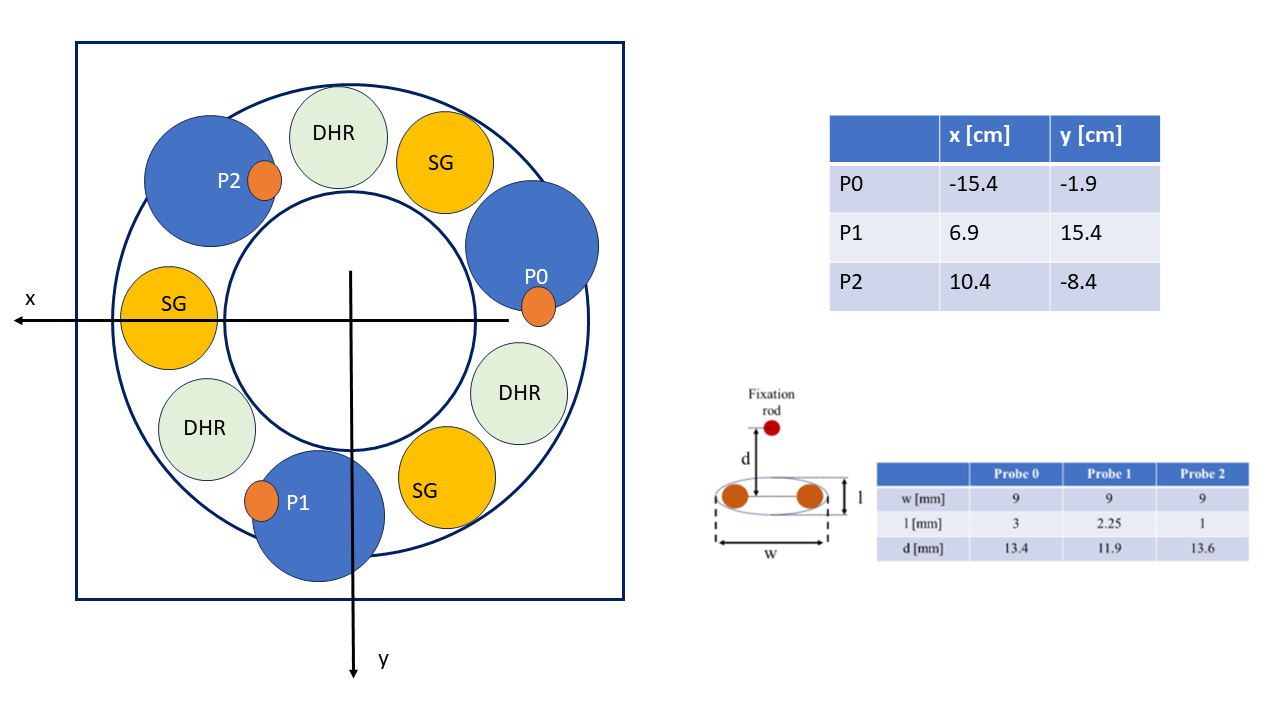 DHR
SG
P2
P0
SG
x
DHR
DHR
SG
P1
y
x [cm] y [cm]
P0 -15.4 -1.9
P1 6.9 15.4
P2 10.4 -8.4
Fixation
rod
d
l
w
Probe 0 Probe 1 Probe 2
w [mm] 9 9 9
l [mm] 3 2.25 1
d [mm] 13.4 11.9 13.6